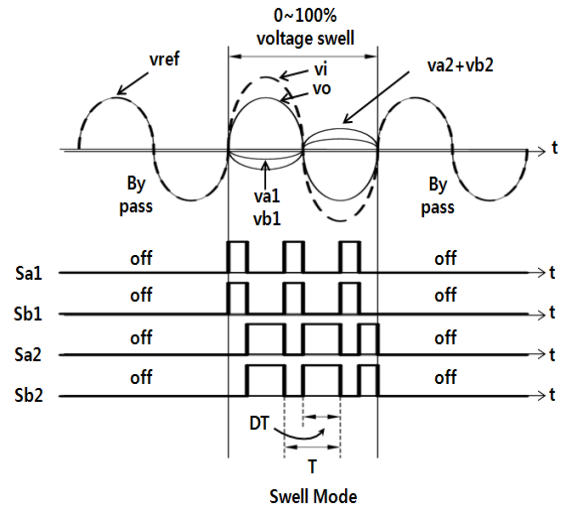 0~100%
voltage swell
vref
vi
vo
va2+vb2
t
By
pass
va1
vb1
By
pass
off
off
Sa1
t
off
off
Sb1
t
off
off
Sa2
t
off
off
Sb2
t
DT
T
Swell Mode